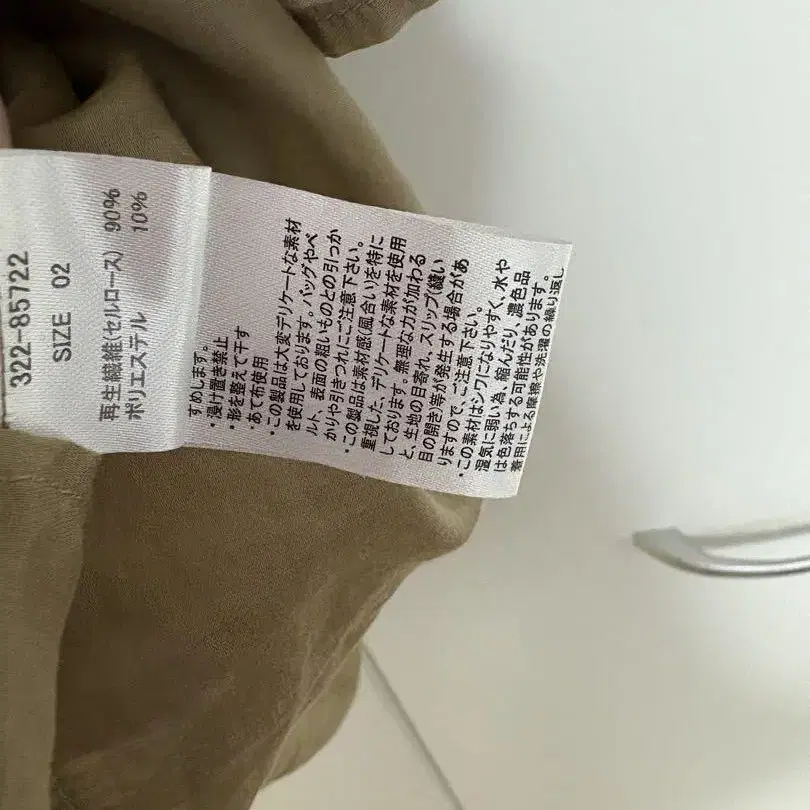 322-85722
SIZE 02
再生繊維(セルロース) 90%
ポリエステル 10%
すめします。
・浸け置き禁止
・形を整えて干す
・あて布使用
・この製品は大変デリケートな素材
を使用しております。バッグやベ
ルト、表面の粗いものとの引っか
かりや引きつれにご注意下さい。
・この製品は素材感(風合い)を特に
重視した、デリケートな素材を使用
しております。無理な力が加わる
と、生地の目寄れ、スリップ(縫い
目の開き)等が発生する場合があ
りますので、ご注意下さい。
・この素材はシワになりやすく、水や
湿気に弱い為、縮んだり、濃色品
は色落ちする可能性があります。
着用による摩擦や洗濯の繰り返し